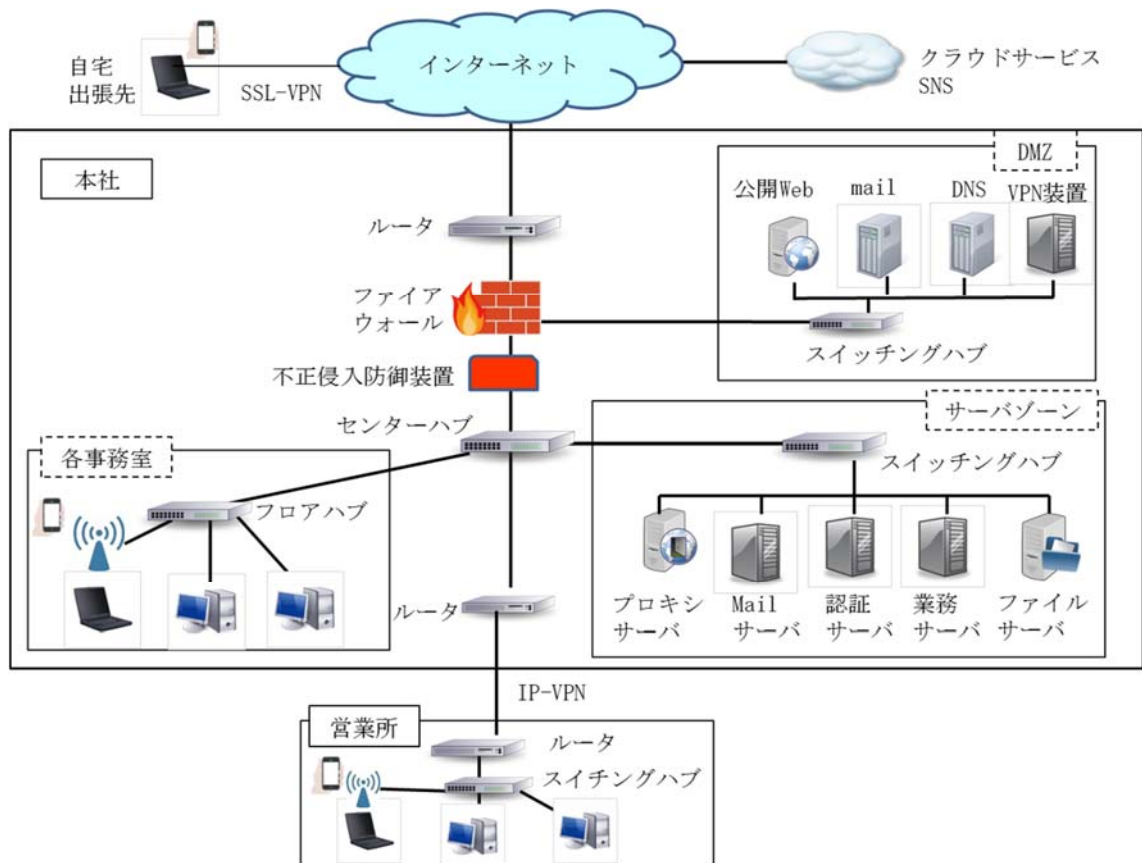 自宅
出張先
SSL-VPN
インターネット
クラウドサービス
SNS
本社
DMZ
公開Web
mail
DNS
VPN装置
ルータ
ファイア
ウォール
スイッチングハブ
不正侵入防御装置
センターハブ
サーバゾーン
各事務室
スイッチングハブ
フロアハブ
ルータ
プロキシ
サーバ
Mail
サーバ
認証
サーバ
業務
サーバ
ファイル
サーバ
IP-VPN
営業所
ルータ
スイチングハブ